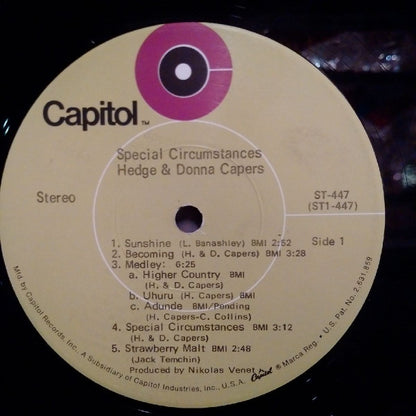 Capitol™
Special Circumstances
Hedge & Donna Capers
Stereo
ST-447
(ST1-447)
Side 1
1. Sunshine (L. Banashley) BMI 2:52
2. Becoming (H. & D. Capers) BMI 3:28
3. Medley: 6:25
a. Higher Country BMI
(H. & D. Capers)
b. Uhuru (H. Capers) BMI
c. Adunde BMI/Pending
(H. Capers-C. Collins)
4. Special Circumstances BMI 3:12
(H. & D. Capers)
5. Strawberry Malt BMI 2:48
(Jack Temchin)
Produced by Nikolas Venet
Mfd. by Capitol Records, Inc., A Subsidiary of Capitol Industries, Inc., U.S.A. Capitol ® Marca Reg. • U.S. Pat. No. 2,631,859